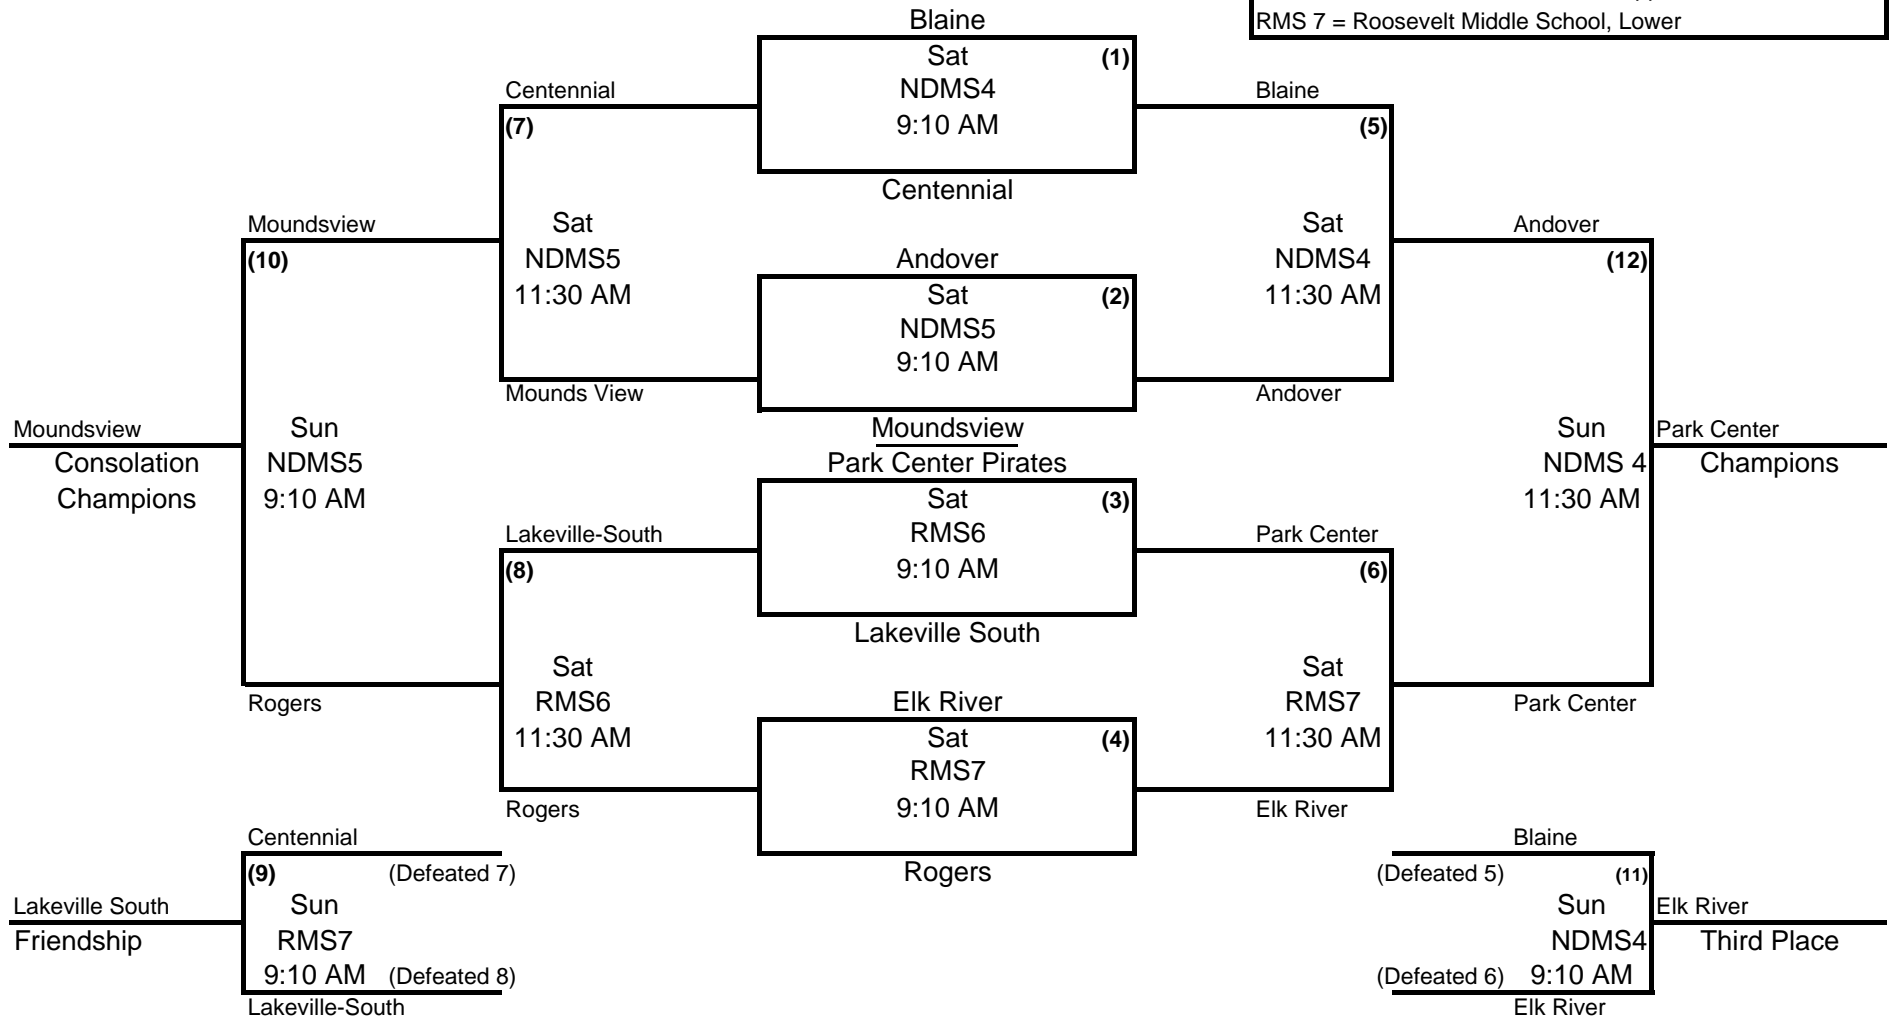 Blaine
RMS 7 = Roosevelt Middle School, Lower
Sat (1)
Centennial NDMS4 Blaine
(7) 9:10 AM (5)
Centennial
Moundsview Sat Sat Andover
(10) NDMS5 Andover NDMS4 (12)
11:30 AM Sat (2) 11:30 AM
NDMS5
9:10 AM
Mounds View Andover
Moundsview Sun Moundsview Sun Park Center
Consolation NDMS5 Park Center Pirates NDMS 4 Champions
Champions 9:10 AM Sat (3) 11:30 AM
Lakeville-South RMS6 Park Center
(8) 9:10 AM (6)
Lakeville South
Sat Sat
Rogers RMS6 Elk River RMS7 Park Center
11:30 AM Sat (4) 11:30 AM
RMS7
Rogers 9:10 AM Elk River
Centennial Blaine
(9) (Defeated 7) Rogers (Defeated 5) (11)
Lakeville South Sun Sun Elk River
Friendship RMS7 NDMS4 Third Place
9:10 AM (Defeated 8) (Defeated 6) 9:10 AM
Lakeville-South Elk River